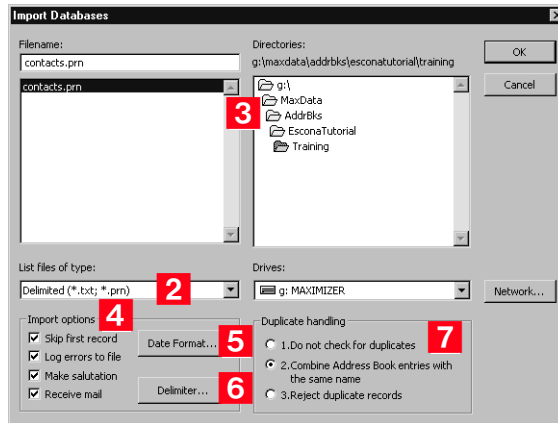 Import Databases
Filename:
contacts.prn
contacts.prn
Directories:
g:\maxdata\addrbks\esconatutorial\training
3
g:\
MaxData
AddrBks
EsconaTutorial
Training
OK
Cancel
List files of type:
Delimited (*.txt; *.prn)
2
Drives:
g: MAXIMIZER
Network...
Import options
4
Skip first record
Log errors to file
Make salutation
Receive mail
Date Format...
5
Delimiter...
6
Duplicate handling
7
1.Do not check for duplicates
2.Combine Address Book entries with
the same name
3.Reject duplicate records